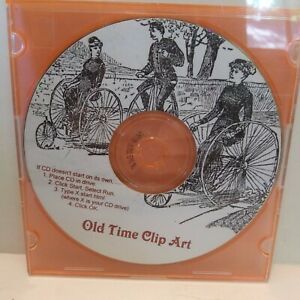 If CD doesn't start on its own.
1. Place CD in drive.
2. Click Start, Select Run.
3. Type X:start.html
(where X is your CD drive)
4. Click OK.
Old Time Clip Art